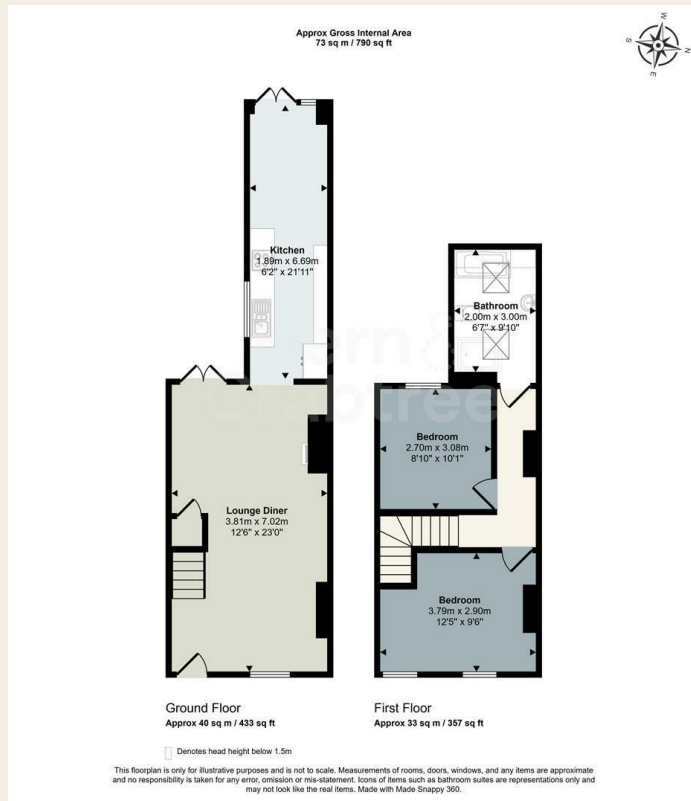 Approx Gross Internal Area
73 sq m / 790 sq ft
W
S
N
E
Kitchen
1.89m x 6.69m
6'2" x 21'11"
Bathroom
2.00m x 3.00m
6'7" x 9'10"
Bedroom
2.70m x 3.08m
8'10" x 10'1"
Lounge Diner
3.81m x 7.02m
12'6" x 23'0"
Bedroom
3.79m x 2.90m
12'5" x 9'6"
Ground Floor
Approx 40 sq m / 433 sq ft
First Floor
Approx 33 sq m / 357 sq ft
Denotes head height below 1.5m
This floorplan is only for illustrative purposes and is not to scale. Measurements of rooms, doors, windows, and any items are approximate
and no responsibility is taken for any error, omission or mis-statement. Icons of items such as bathroom suites are representations only and
may not look like the real items. Made with Made Snappy 360.